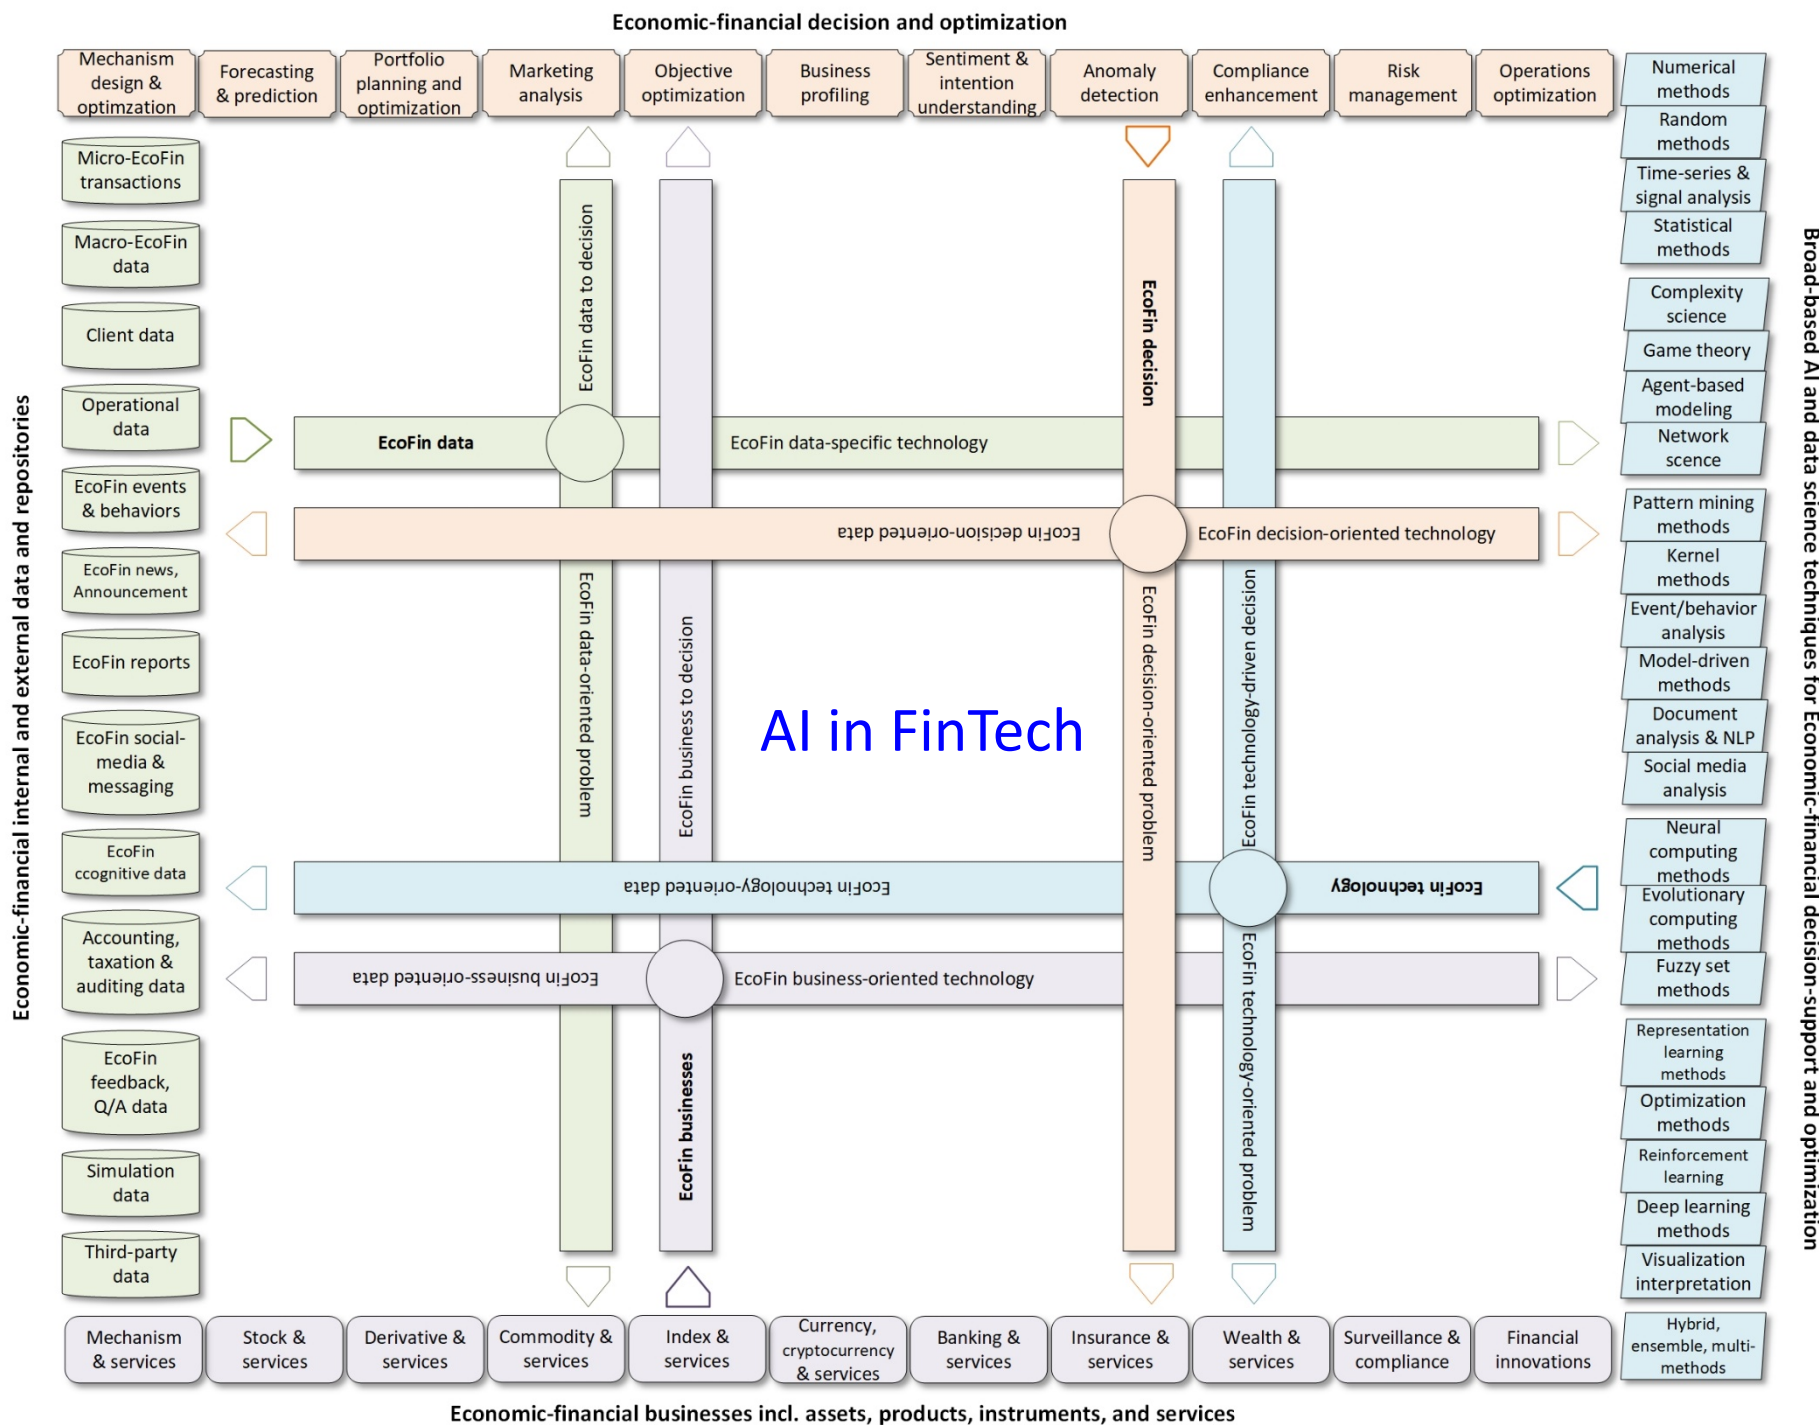 Economic-financial decision and optimization
Mechanism
design &
optimzation
Forecasting
& prediction
Portfolio
planning and
optimization
Marketing
analysis
Objective
optimization
Business
profiling
Sentiment &
intention
understanding
Anomaly
detection
Compliance
enhancement
Risk
management
Operations
optimization
Economic-financial internal and external data and repositories
Micro-EcoFin
transactions
Macro-EcoFin
data
Client data
Operational
data
EcoFin events
& behaviors
EcoFin news,
Announcement
EcoFin reports
EcoFin social-
media &
messaging
EcoFin
ccognitive data
Accounting,
taxation &
auditing data
EcoFin
feedback,
Q/A data
Simulation
data
Third-party
data
EcoFin data to decision
EcoFin decision
EcoFin data
EcoFin data-specific technology
EcoFin decision-oriented data
EcoFin decision-oriented technology
EcoFin data-oriented problem
EcoFin business to decision
AI in FinTech
EcoFin decision-oriented problem
EcoFin technology-driven decision
EcoFin technology-oriented data
EcoFin technology
EcoFin business-oriented data
EcoFin business-oriented technology
EcoFin businesses
EcoFin technology-oriented problem
Numerical
methods
Random
methods
Time-series &
signal analysis
Statistical
methods
Complexity
science
Game theory
Agent-based
modeling
Network
scence
Pattern mining
methods
Kernel
methods
Event/behavior
analysis
Model-driven
methods
Document
analysis & NLP
Social media
analysis
Neural
computing
methods
Evolutionary
computing
methods
Fuzzy set
methods
Representation
learning
methods
Optimization
methods
Reinforcement
learning
Deep learning
methods
Visualization
interpretation
Hybrid,
ensemble, multi-
methods
Broad-based AI and data science techniques for Economic-financial decision-support and optimization
Mechanism
& services
Stock &
services
Derivative &
services
Commodity &
services
Index &
services
Currency,
cryptocurrency
& services
Banking &
services
Insurance &
services
Wealth &
services
Surveillance &
compliance
Financial
innovations
Economic-financial businesses incl. assets, products, instruments, and services